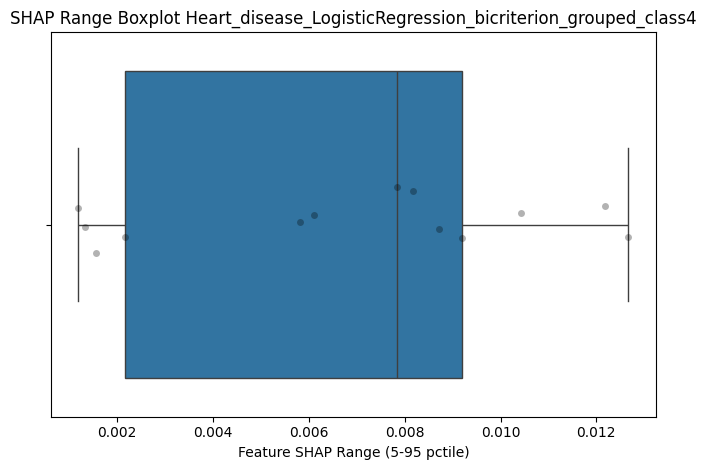 SHAP Range Boxplot Heart_disease_LogisticRegression_bicriterion_grouped_class4
0.002 0.004 0.006 0.008 0.010 0.012
Feature SHAP Range (5-95 pctile)